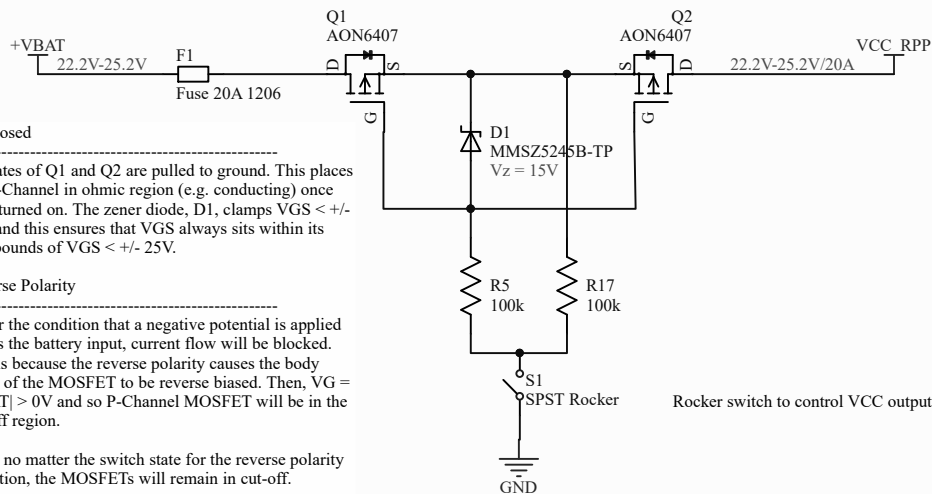 Q1
AON6407
Q2
AON6407
+VBAT
22.2V-25.2V
F1
Fuse 20A 1206
D
S
G
S
D
G
22.2V-25.2V/20A
VCC_RPP
D1
MMSZ5245B-TP
Vz = 15V
R5
100k
R17
100k
S1
SPST Rocker
GND
Rocker switch to control VCC output
osed
----------------------------------------------------
tes of Q1 and Q2 are pulled to ground. This places
-Channel in ohmic region (e.g. conducting) once
turned on. The zener diode, D1, clamps VGS < +/-
and this ensures that VGS always sits within its
ounds of VGS < +/- 25V.
se Polarity
----------------------------------------------------
r the condition that a negative potential is applied
s the battery input, current flow will be blocked.
is because the reverse polarity causes the body
of the MOSFET to be reverse biased. Then, VG =
T| > 0V and so P-Channel MOSFET will be in the
ff region.
no matter the switch state for the reverse polarity
tion, the MOSFETs will remain in cut-off.